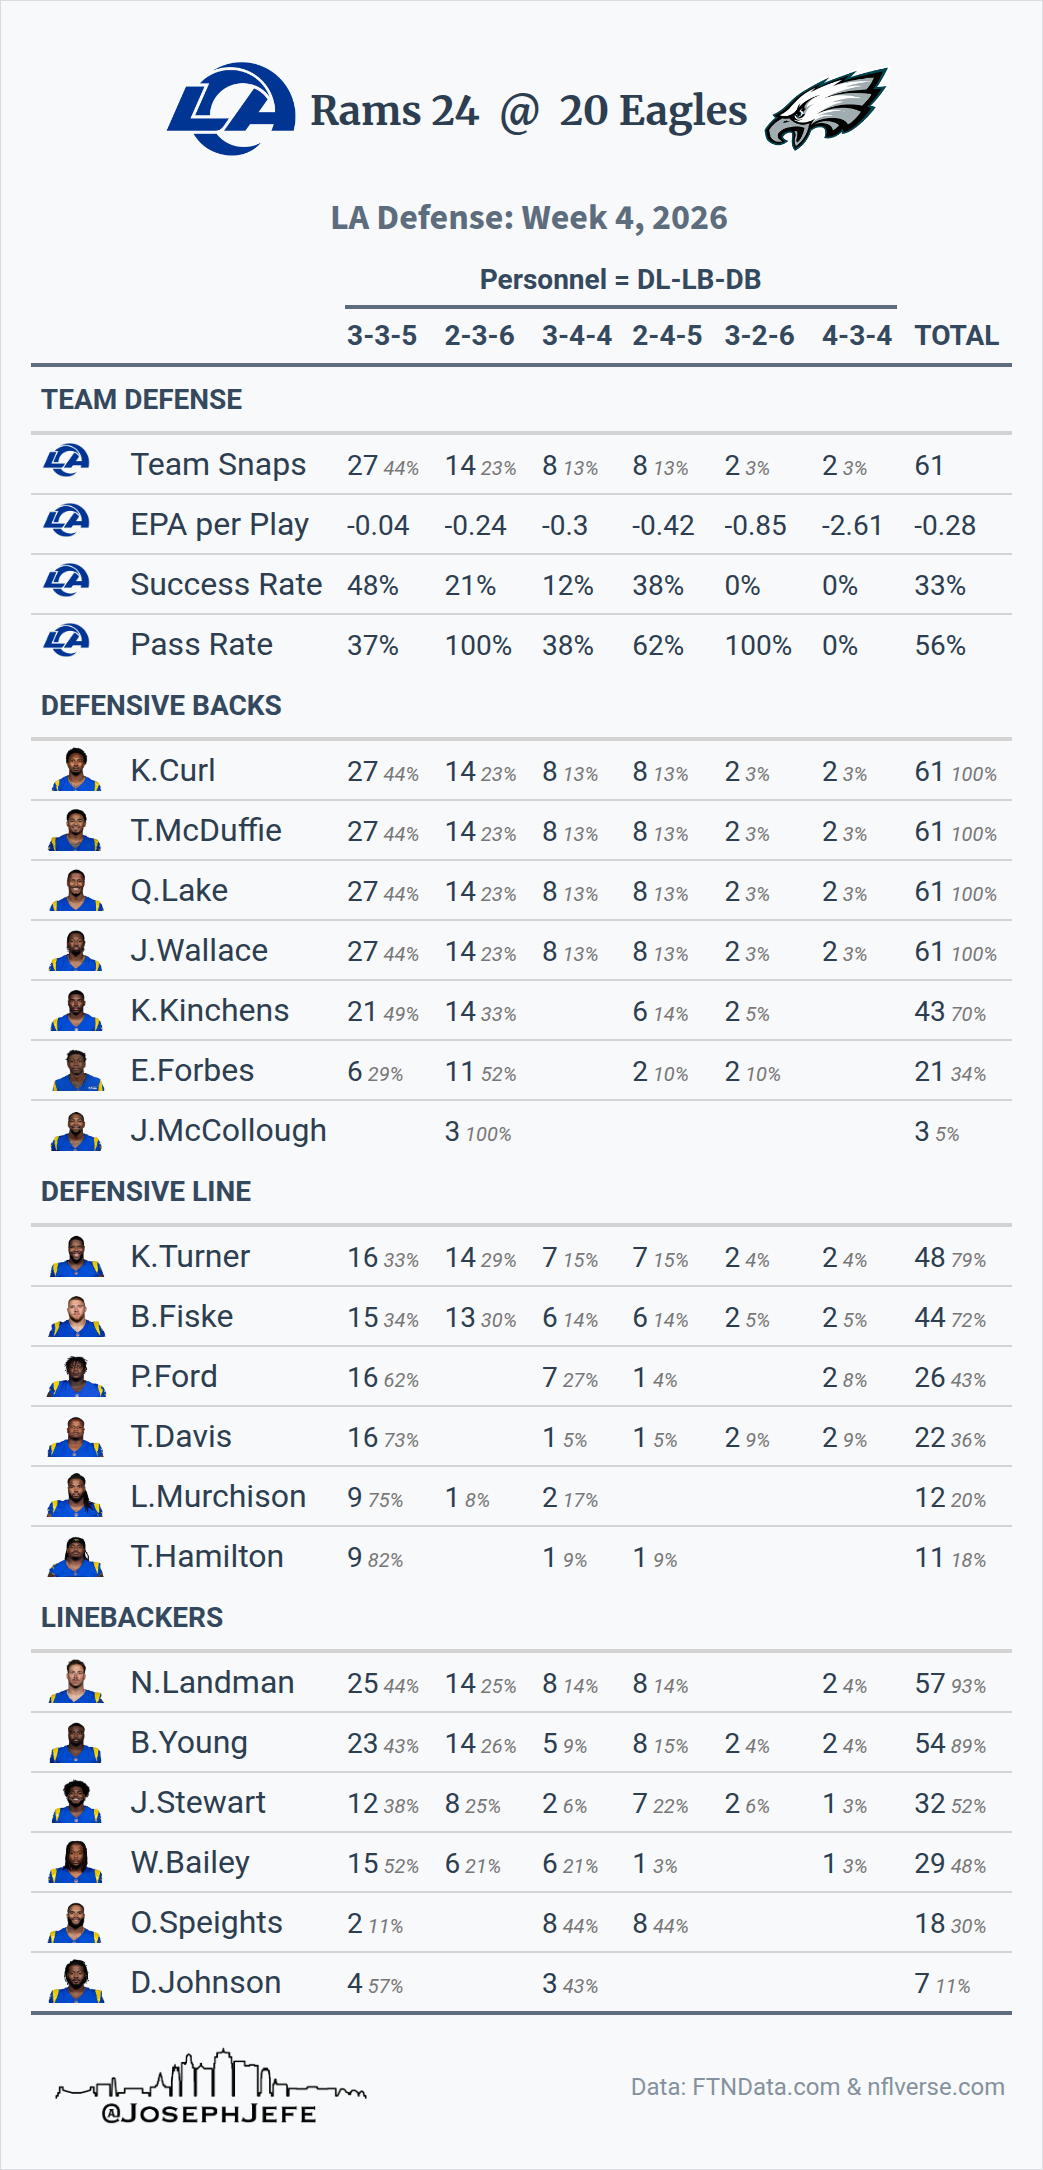 Rams 24 @ 20 Eagles
LA Defense: Week 4, 2026
Personnel = DL-LB-DB
3-3-5 2-3-6 3-4-4 2-4-5 3-2-6 4-3-4 TOTAL
TEAM DEFENSE
Team Snaps 27 44% 14 23% 8 13% 8 13% 2 3% 2 3% 61
EPA per Play -0.04 -0.24 -0.3 -0.42 -0.85 -2.61 -0.28
Success Rate 48% 21% 12% 38% 0% 0% 33%
Pass Rate 37% 100% 38% 62% 100% 0% 56%
DEFENSIVE BACKS
K.Curl 27 44% 14 23% 8 13% 8 13% 2 3% 2 3% 61 100%
T.McDuffie 27 44% 14 23% 8 13% 8 13% 2 3% 2 3% 61 100%
Q.Lake 27 44% 14 23% 8 13% 8 13% 2 3% 2 3% 61 100%
J.Wallace 27 44% 14 23% 8 13% 8 13% 2 3% 2 3% 61 100%
K.Kinchens 21 49% 14 33% 6 14% 2 5% 43 70%
E.Forbes 6 29% 11 52% 2 10% 2 10% 21 34%
J.McCollough 3 100% 3 5%
DEFENSIVE LINE
K.Turner 16 33% 14 29% 7 15% 7 15% 2 4% 2 4% 48 79%
B.Fiske 15 34% 13 30% 6 14% 6 14% 2 5% 2 5% 44 72%
P.Ford 16 62% 7 27% 1 4% 2 8% 26 43%
T.Davis 16 73% 1 5% 1 5% 2 9% 2 9% 22 36%
L.Murchison 9 75% 1 8% 2 17% 12 20%
T.Hamilton 9 82% 1 9% 1 9% 11 18%
LINEBACKERS
N.Landman 25 44% 14 25% 8 14% 8 14% 2 4% 57 93%
B.Young 23 43% 14 26% 5 9% 8 15% 2 4% 2 4% 54 89%
J.Stewart 12 38% 8 25% 2 6% 7 22% 2 6% 1 3% 32 52%
W.Bailey 15 52% 6 21% 6 21% 1 3% 1 3% 29 48%
O.Speights 2 11% 8 44% 8 44% 18 30%
D.Johnson 4 57% 3 43% 7 11%
@JOSEPHJEFE
Data: FTNData.com & nflverse.com